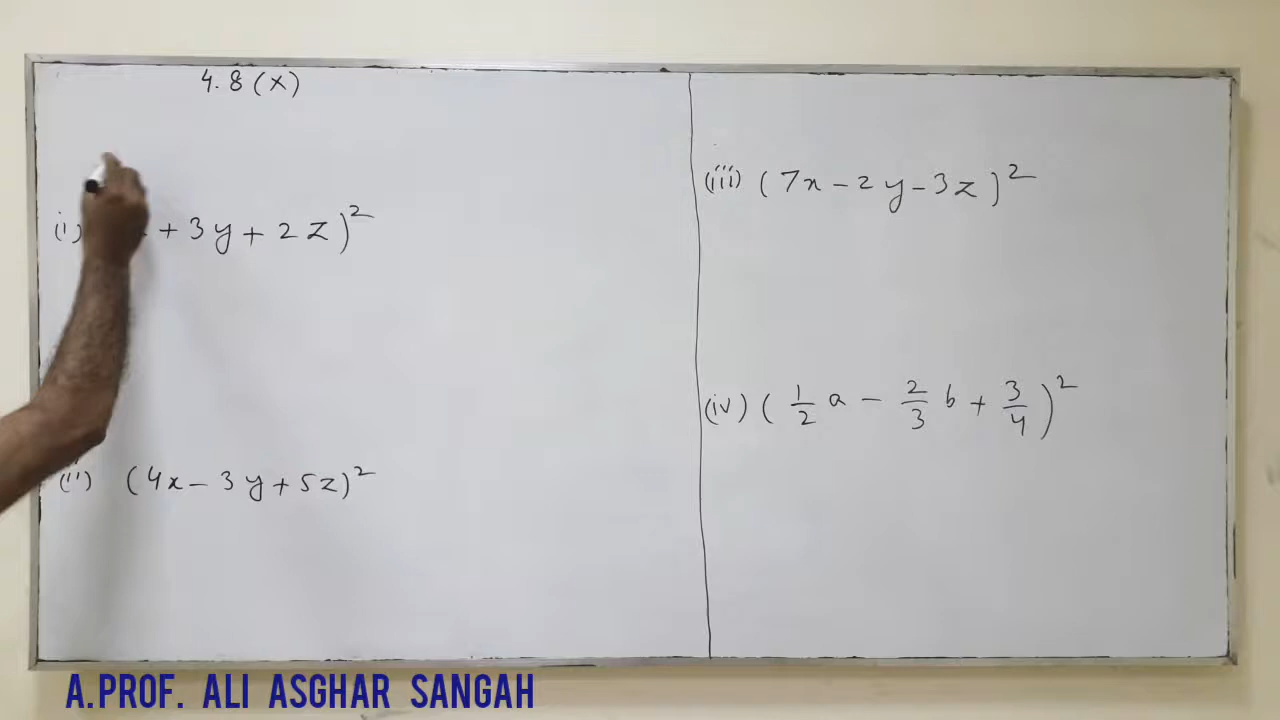 4.8 (x)
(i) + 3y + 2z)²
(ii) (4x - 3y + 5z)²
(iii) (7x - 2y - 3z)²
(iv) (1/2 a - 2/3 b + 3/4)²
A.PROF. ALI ASGHAR SANGAH